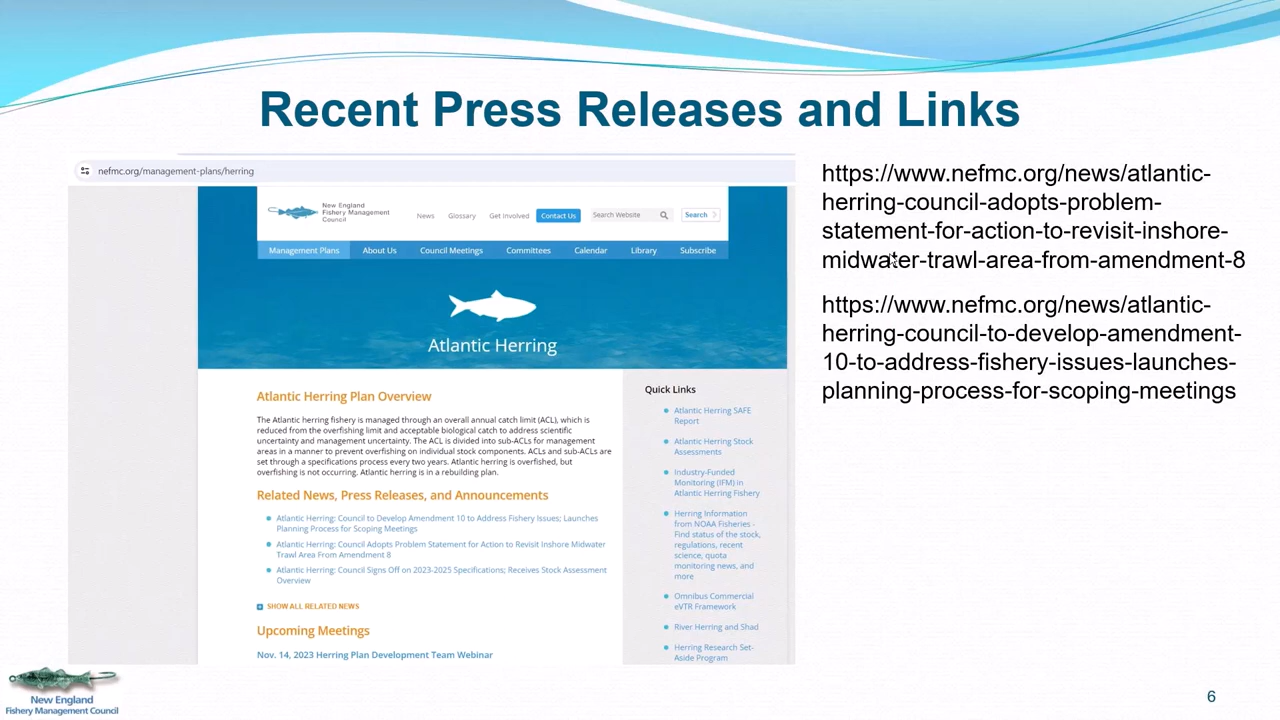 Recent Press Releases and Links
nefmc.org/management-plans/herring
New England
Fishery Management
Council
News
Glossary
Get Involved
Contact Us
Search Website
Search
Management Plans
About Us
Council Meetings
Committees
Calendar
Library
Subscribe
Atlantic Herring
Atlantic Herring Plan Overview
The Atlantic herring fishery is managed through an overall annual catch limit (ACL), which is
reduced from the overfishing limit and acceptable biological catch to address scientific
uncertainty and management uncertainty. The ACL is divided into sub-ACLs for management
areas in a manner to prevent overfishing on individual stock components. ACLs and sub-ACLs are
set through a specifications process every two years. Atlantic herring is overfished, but
overfishing is not occurring. Atlantic herring is in a rebuilding plan.
Related News, Press Releases, and Announcements
Atlantic Herring: Council to Develop Amendment 10 to Address Fishery Issues; Launches
Planning Process for Scoping Meetings
Atlantic Herring: Council Adopts Problem Statement for Action to Revisit Inshore Midwater
Trawl Area From Amendment 8
Atlantic Herring: Council Signs Off on 2023-2025 Specifications; Receives Stock Assessment
Overview
SHOW ALL RELATED NEWS
Upcoming Meetings
Nov. 14, 2023 Herring Plan Development Team Webinar
Quick Links
Atlantic Herring SAFE
Report
Atlantic Herring Stock
Assessments
Industry-Funded
Monitoring (IFM) in
Atlantic Herring Fishery
Herring Information
from NOAA Fisheries -
Find status of the stock,
regulations, recent
science, quota
monitoring news, and
more
Omnibus Commercial
eVTR Framework
River Herring and Shad
Herring Research Set-
Aside Program
https://www.nefmc.org/news/atlantic-
herring-council-adopts-problem-
statement-for-action-to-revisit-inshore-
midwater-trawl-area-from-amendment-8
https://www.nefmc.org/news/atlantic-
herring-council-to-develop-amendment-
10-to-address-fishery-issues-launches-
planning-process-for-scoping-meetings
New England
Fishery Management Council
6